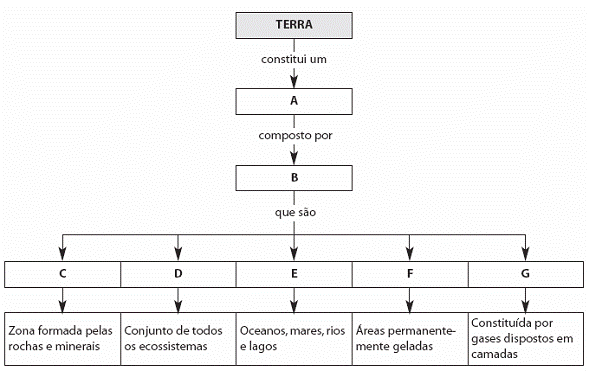 TERRA
constitui um
A
composto por
B
que são
C D E F G
Zona formada pelas
rochas e minerais
Conjunto de todos
os ecossistemas
Oceanos, mares, rios
e lagos
Áreas permanente-
mente geladas
Constituída por
gases dispostos em
camadas